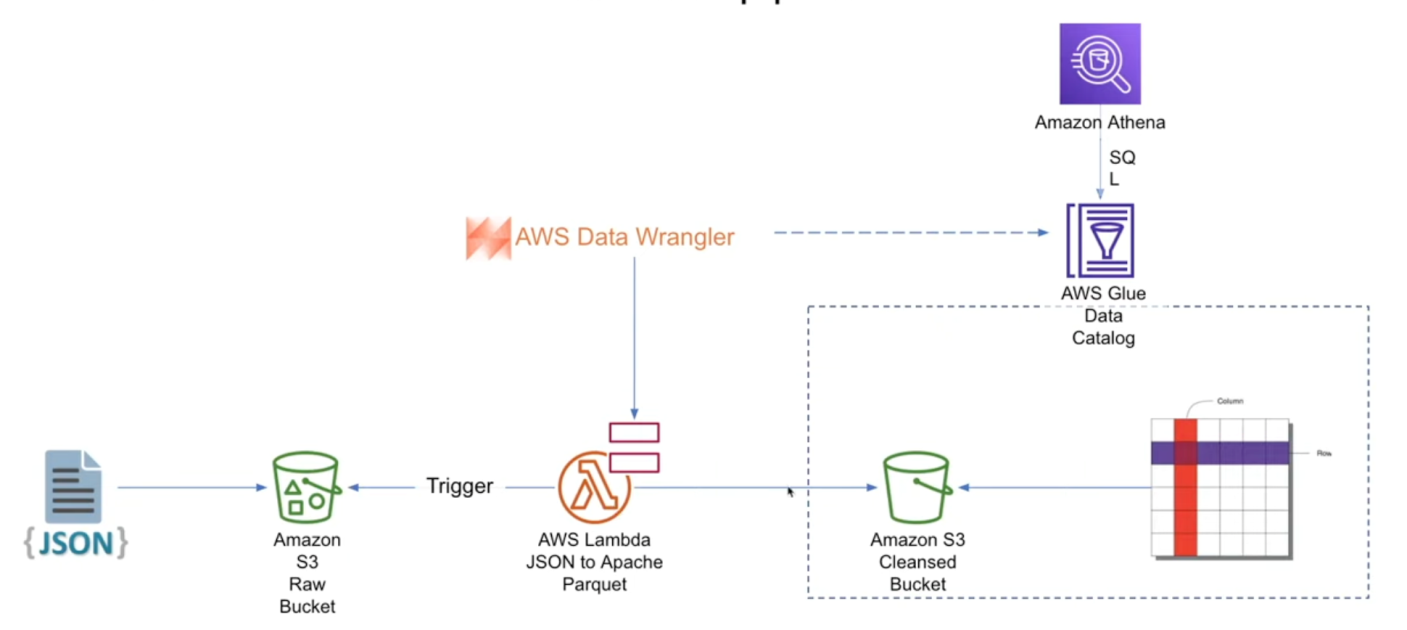 Amazon Athena
SQ
L
AWS Data Wrangler
AWS Glue
Data
Catalog
Column
Row
{JSON}
Trigger
Amazon
S3
Raw
Bucket
AWS Lambda
JSON to Apache
Parquet
Amazon S3
Cleansed
Bucket